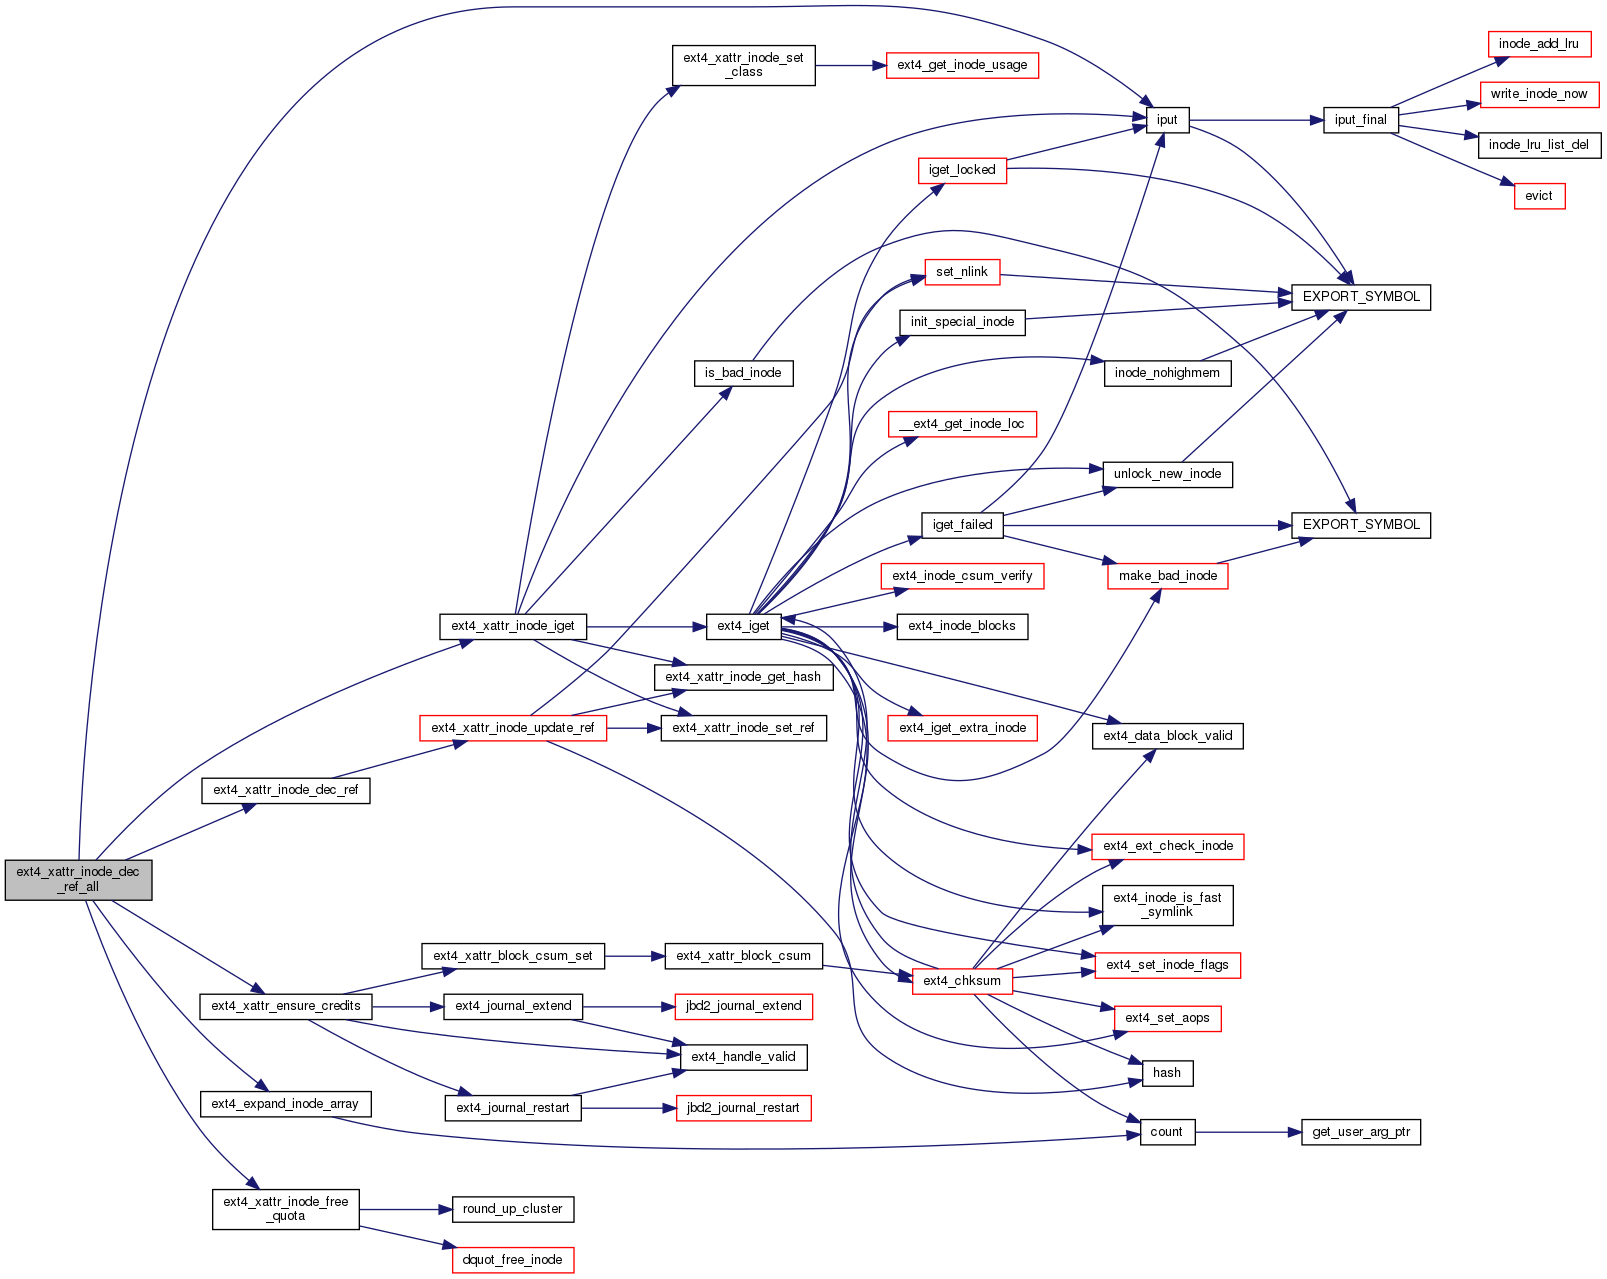 inode_add_lru
ext4_xattr_inode_set
_class
ext4_get_inode_usage
write_inode_now
iput
iput_final
inode_lru_list_del
iget_locked
evict
set_nlink
EXPORT_SYMBOL
init_special_inode
is_bad_inode
inode_nohighmem
__ext4_get_inode_loc
unlock_new_inode
iget_failed
EXPORT_SYMBOL
ext4_inode_csum_verify
make_bad_inode
ext4_xattr_inode_iget
ext4_iget
ext4_inode_blocks
ext4_xattr_inode_get_hash
ext4_xattr_inode_update_ref
ext4_xattr_inode_set_ref
ext4_iget_extra_inode
ext4_data_block_valid
ext4_xattr_inode_dec_ref
ext4_ext_check_inode
ext4_xattr_inode_dec
_ref_all
ext4_inode_is_fast
_symlink
ext4_xattr_block_csum_set
ext4_xattr_block_csum
ext4_set_inode_flags
ext4_chksum
ext4_xattr_ensure_credits
ext4_journal_extend
jbd2_journal_extend
ext4_set_aops
ext4_handle_valid
hash
ext4_expand_inode_array
ext4_journal_restart
jbd2_journal_restart
count
get_user_arg_ptr
ext4_xattr_inode_free
_quota
round_up_cluster
dquot_free_inode